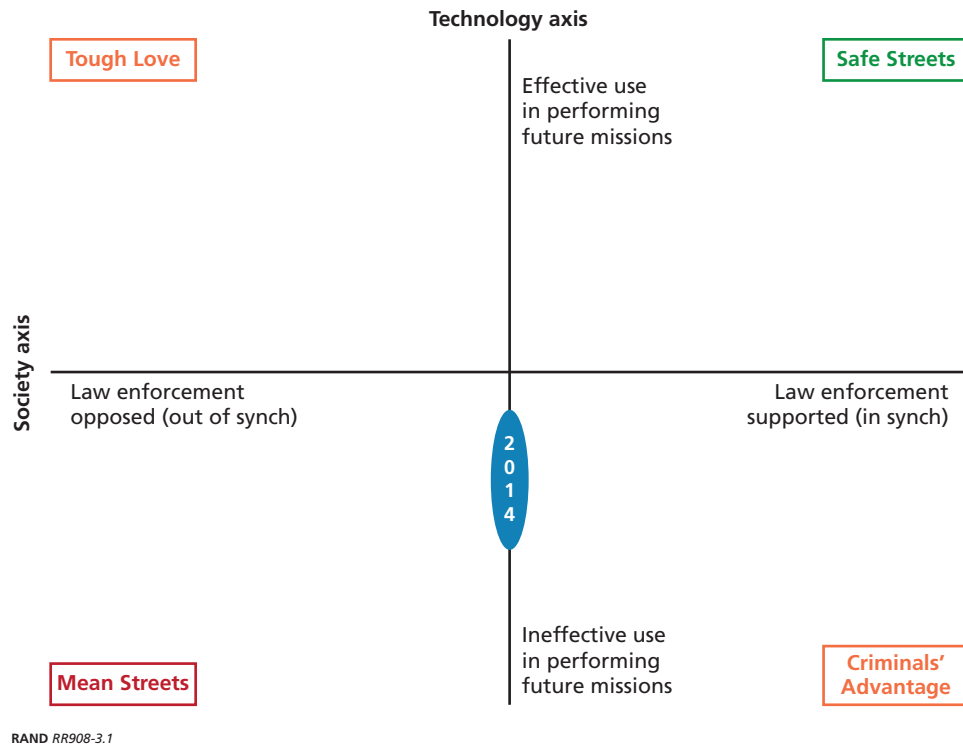 Technology axis
Tough Love
Safe Streets
Effective use
in performing
future missions
Society axis
Law enforcement
opposed (out of synch)
Law enforcement
supported (in synch)
2
0
1
4
Ineffective use
in performing
future missions
Mean Streets
Criminals’
Advantage
RAND RR908-3.1